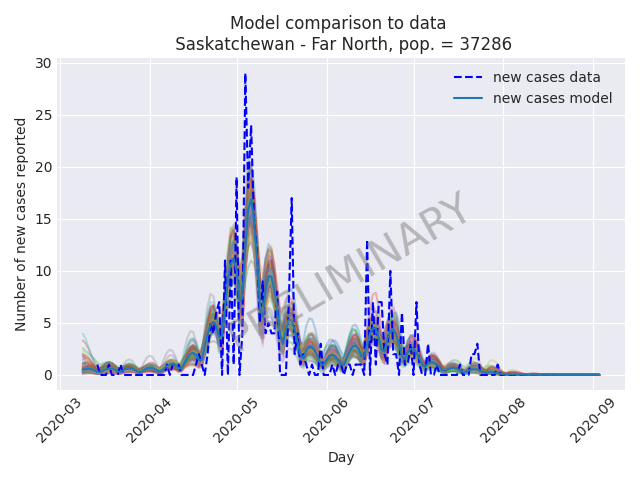 Model comparison to data
Saskatchewan - Far North, pop. = 37286
Number of new cases reported
30
25
20
15
10
5
0
new cases data
new cases model
PRELIMINARY
2020-03
2020-04
2020-05
2020-06
2020-07
2020-08
2020-09
Day